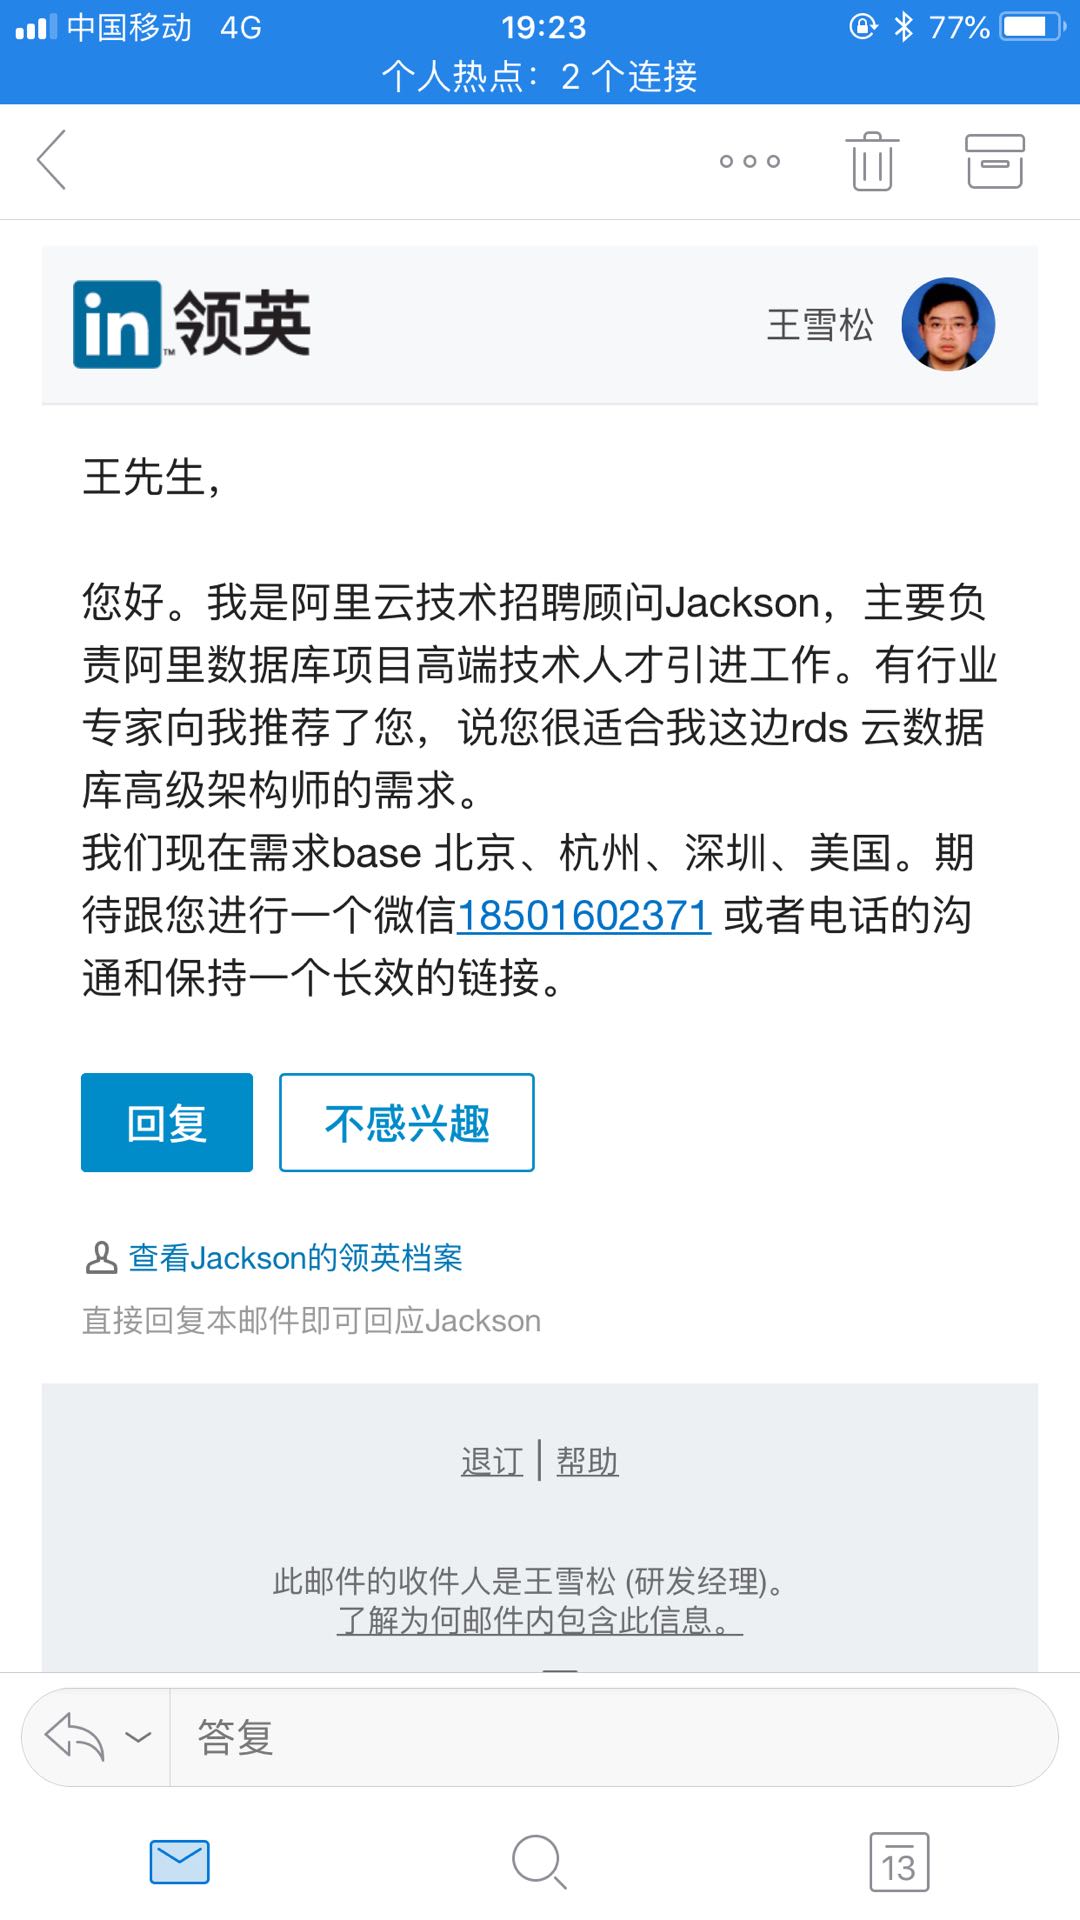 中国移动 4G 19:23 77%
个人热点：2 个连接
in™领英 王雪松
王先生，
您好。我是阿里云技术招聘顾问Jackson，主要负
责阿里数据库项目高端技术人才引进工作。有行业
专家向我推荐了您，说您很适合我这边rds 云数据
库高级架构师的需求。
我们现在需求base 北京、杭州、深圳、美国。期
待跟您进行一个微信18501602371 或者电话的沟
通和保持一个长效的链接。
回复 不感兴趣
查看Jackson的领英档案
直接回复本邮件即可回应Jackson
退订 | 帮助
此邮件的收件人是王雪松 (研发经理)。
了解为何邮件内包含此信息。
答复
13